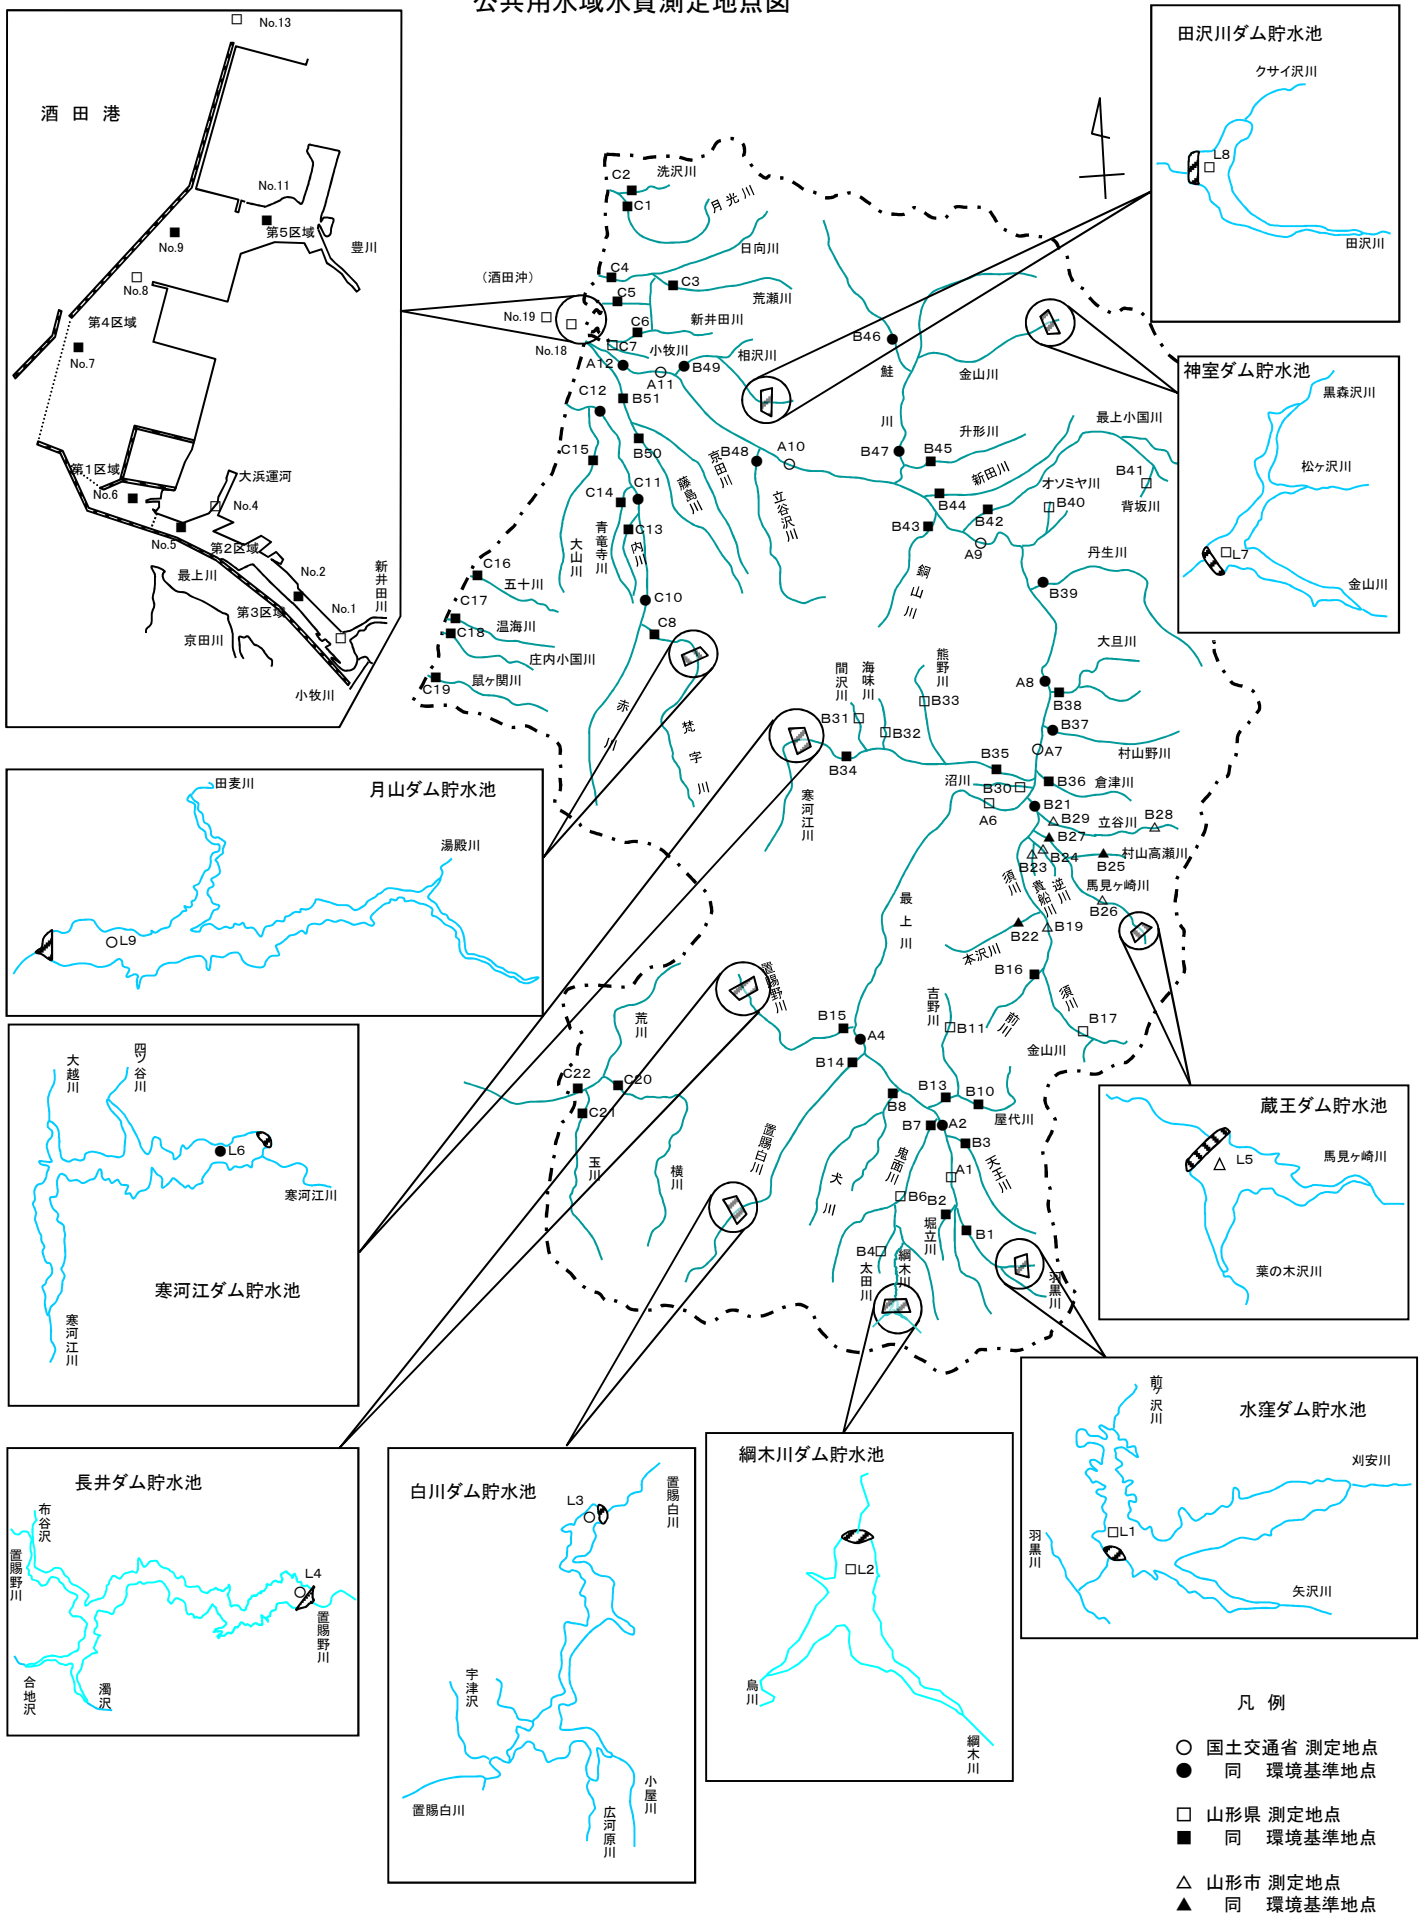 公共用水域水質測定地点図
No.13
酒田港
No.11
第5区域
No.9
豊川
No.8
第4区域
No.7
第1区域
大浜運河
No.6
No.4
No.5
第2区域
最上川
No.2
新井田川
第3区域
No.1
京田川
小牧川
田沢川ダム貯水池
クサイ沢川
L8
田沢川
神室ダム貯水池
黒森沢川
松ヶ沢川
L7
金山川
C2
洗沢川
C1
月光川
日向川
(酒田沖)
C4
C3
C5
荒瀬川
No.19
C6
新井田川
No.18
C7
小牧川
相沢川
B46
A12
B49
鮭川
金山川
A11
C12
B51
最上小国川
升形川
C15
B50
京田川
B48
A10
B47
B45
B41
藤島川
新田川
オソミヤ川
C11
C14
立谷沢川
B44
B40
背坂川
青竜寺川
C13
B43
B42
大山川
内川
A9
丹生川
C16
銅山川
五十川
B39
C10
C17
温海川
C8
C18
大旦川
庄内小国川
間沢川
海味川
熊野川
C19
鼠ヶ関川
A8
B38
B33
赤川
梵字川
B31
B32
B37
A7
村山野川
B34
B35
沼川
B36
倉津川
B30
寒河江川
A6
B21
B29
立谷川
B28
B27
B24
B23
村山高瀬川
B25
須川
貴船川
逆川
馬見ヶ崎川
B26
最上川
B22
B19
本沢川
B16
置賜野川
須川
吉野川
前川
荒川
B15
B11
B17
A4
金山川
B14
C22
C20
B13
B10
B8
屋代川
C21
B7
A2
置賜白川
B3
鬼面川
天王川
玉川
横川
A1
犬川
B6
B2
B1
堀立川
B4
太田川
綱木川
羽黒川
月山ダム貯水池
田麦川
湯殿川
L9
寒河江ダム貯水池
大越川
四ツ谷川
L6
寒河江川
寒河江川
蔵王ダム貯水池
L5
馬見ヶ崎川
葉の木沢川
長井ダム貯水池
布谷沢
置賜野川
L4
置賜野川
合地沢
濁沢
白川ダム貯水池
L3
置賜白川
宇津沢
小屋川
置賜白川
広河原川
綱木川ダム貯水池
L2
烏川
綱木川
水窪ダム貯水池
前ヶ沢川
刈安川
L1
羽黒川
矢沢川
凡 例
○ 国土交通省 測定地点
● 同 環境基準地点
□ 山形県 測定地点
■ 同 環境基準地点
△ 山形市 測定地点
▲ 同 環境基準地点